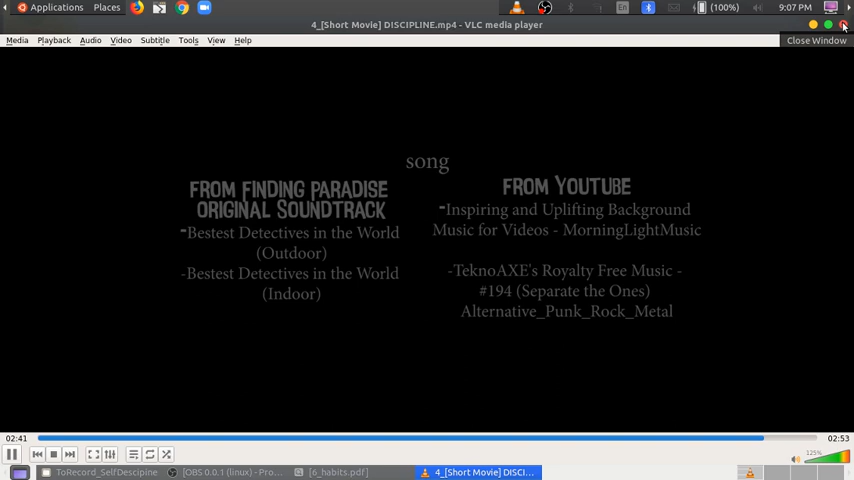 Applications Places En (100%) 9:07 PM
4_[Short Movie] DISCIPLINE.mp4 - VLC media player
Media Playback Audio Video Subtitle Tools View Help
Close Window
song
FROM FINDING PARADISE
ORIGINAL SOUNDTRACK
-Bestest Detectives in the World
(Outdoor)
-Bestest Detectives in the World
(Indoor)
FROM YOUTUBE
-Inspiring and Uplifting Background
Music for Videos - MorningLightMusic
-TeknoAXE's Royalty Free Music -
#194 (Separate the Ones)
Alternative_Punk_Rock_Metal
02:41 02:53
125%
ToRecord_SelfDescipine [OBS 0.0.1 (linux) - Pro... [6_habits.pdf] 4_[Short Movie] DISCI...